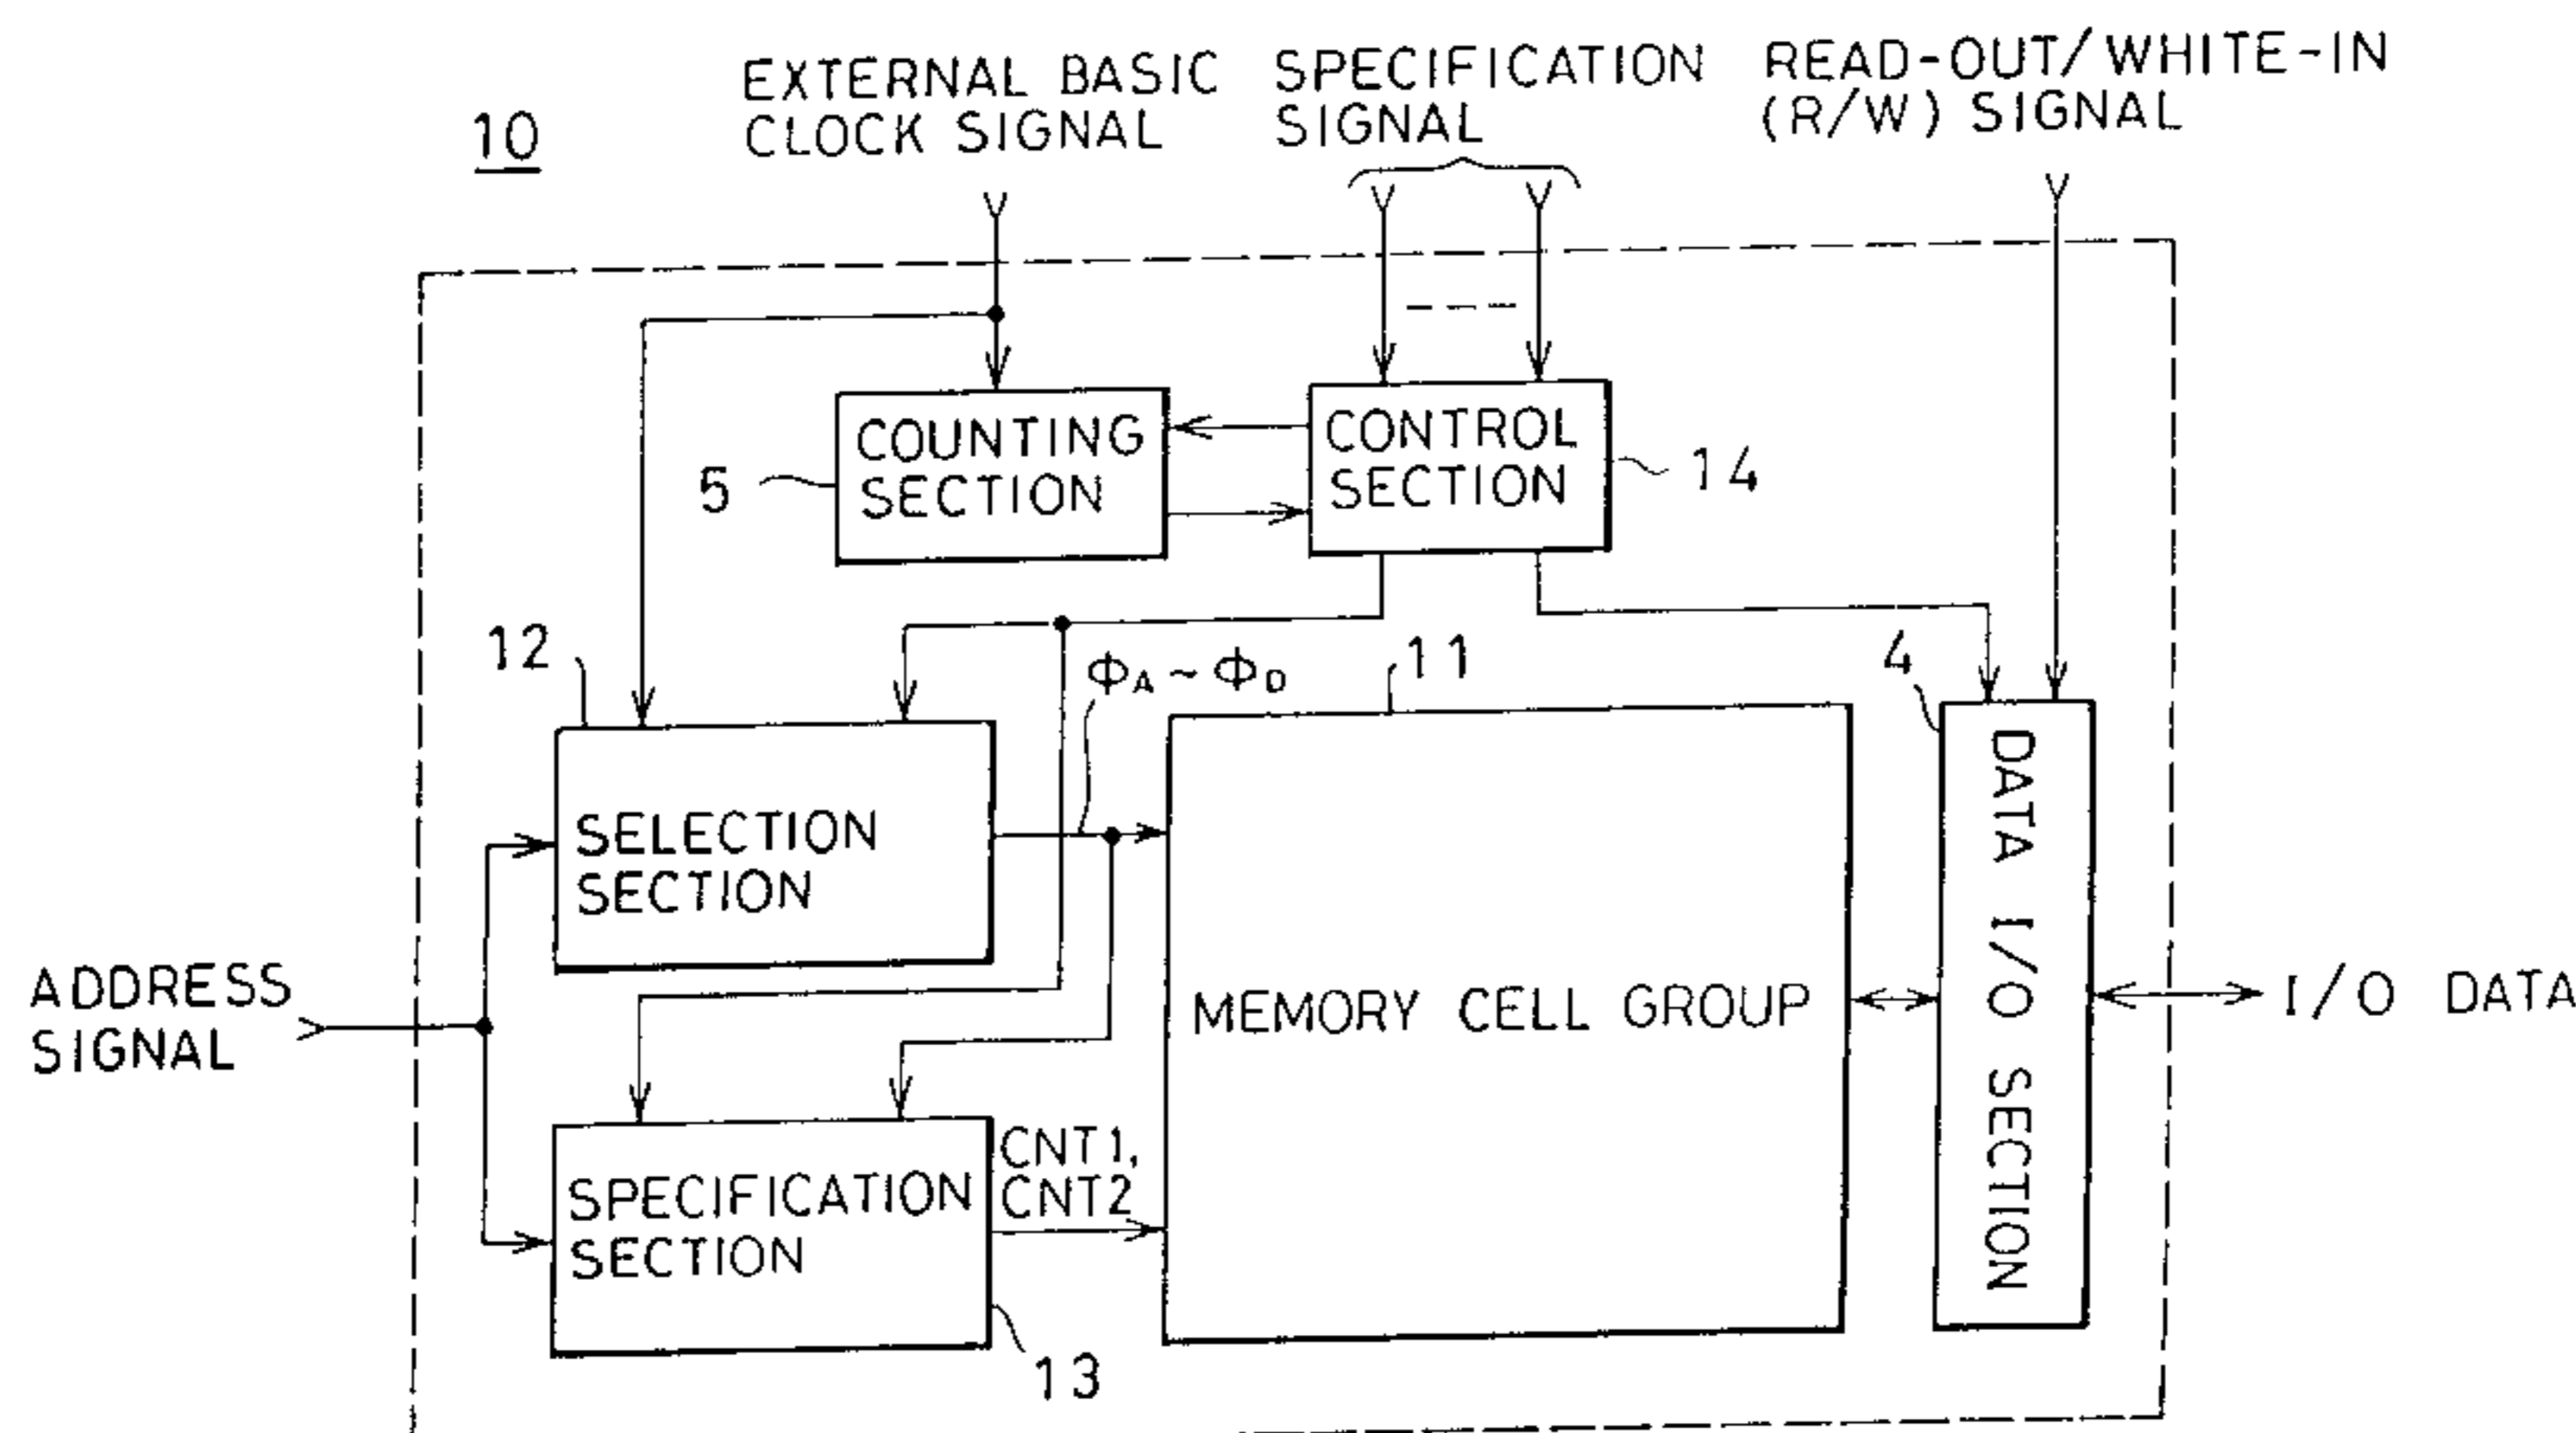 10
EXTERNAL BASIC
CLOCK SIGNAL
SPECIFICATION
SIGNAL
READ-OUT/WHITE-IN
(R/W) SIGNAL
COUNTING
SECTION
5
CONTROL
SECTION
14
12
ΦA ~ ΦD
11
4
SELECTION
SECTION
MEMORY CELL GROUP
DATA I/O SECTION
I/O DATA
ADDRESS
SIGNAL
SPECIFICATION
SECTION
CNT1,
CNT2
13